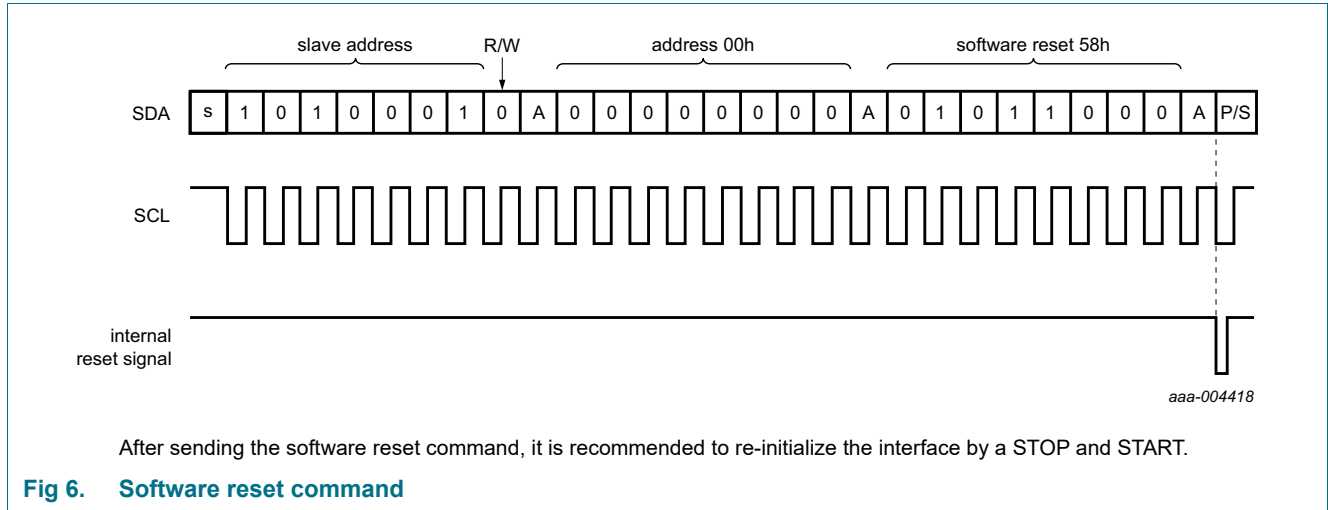 slave address R/W address 00h software reset 58h
SDA s 1 0 1 0 0 0 1 0 A 0 0 0 0 0 0 0 0 A 0 1 0 1 1 0 0 0 A P/S
SCL
internal
reset signal
aaa-004418
After sending the software reset command, it is recommended to re-initialize the interface by a STOP and START.
Fig 6. Software reset command